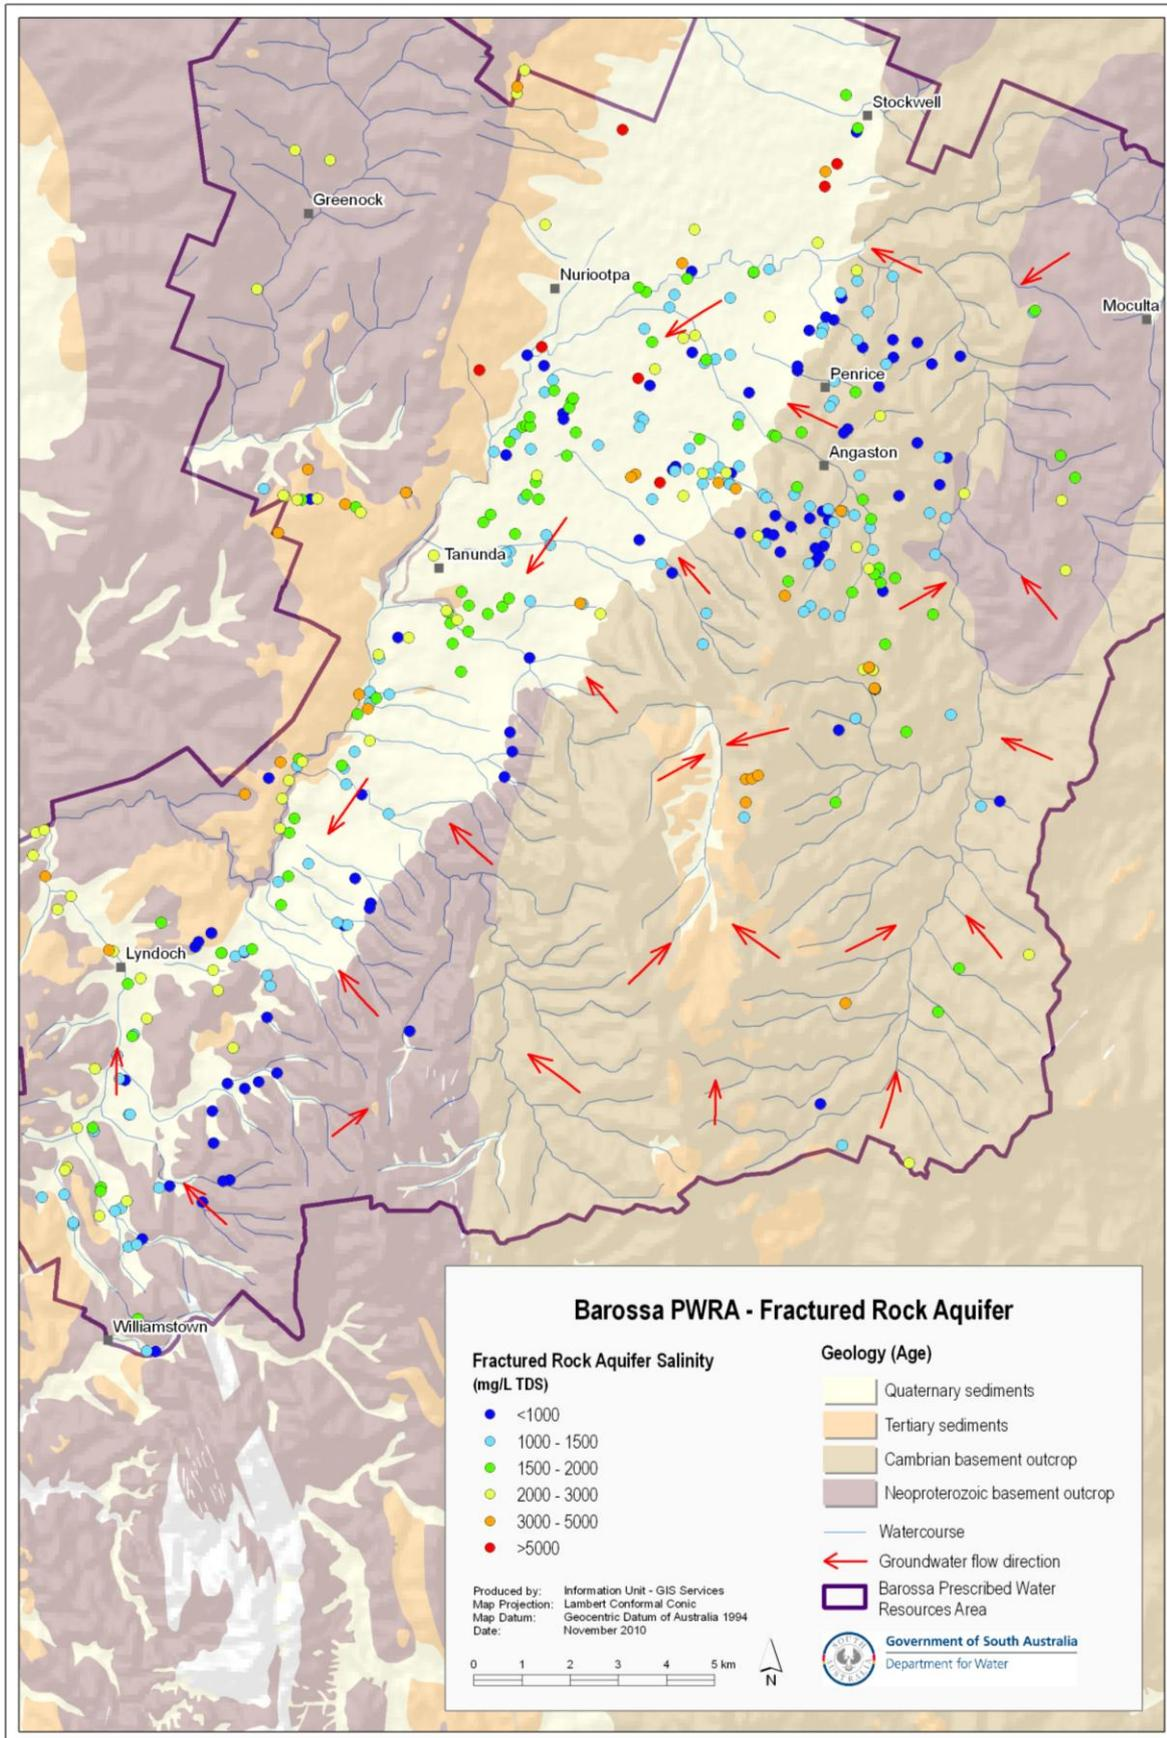 Stockwell
Greenock
Nuriootpa
Moculta
Penrice
Angaston
Tanunda
Lyndoch
Williamstown
Barossa PWRA - Fractured Rock Aquifer
Fractured Rock Aquifer Salinity
(mg/L TDS)
<1000
1000 - 1500
1500 - 2000
2000 - 3000
3000 - 5000
>5000
Geology (Age)
Quaternary sediments
Tertiary sediments
Cambrian basement outcrop
Neoproterozoic basement outcrop
Watercourse
Groundwater flow direction
Barossa Prescribed Water
Resources Area
Produced by: Information Unit - GIS Services
Map Projection: Lambert Conformal Conic
Map Datum: Geocentric Datum of Australia 1994
Date: November 2010
0 1 2 3 4 5 km
N
SOUTH
AUSTRALIA
Government of South Australia
Department for Water